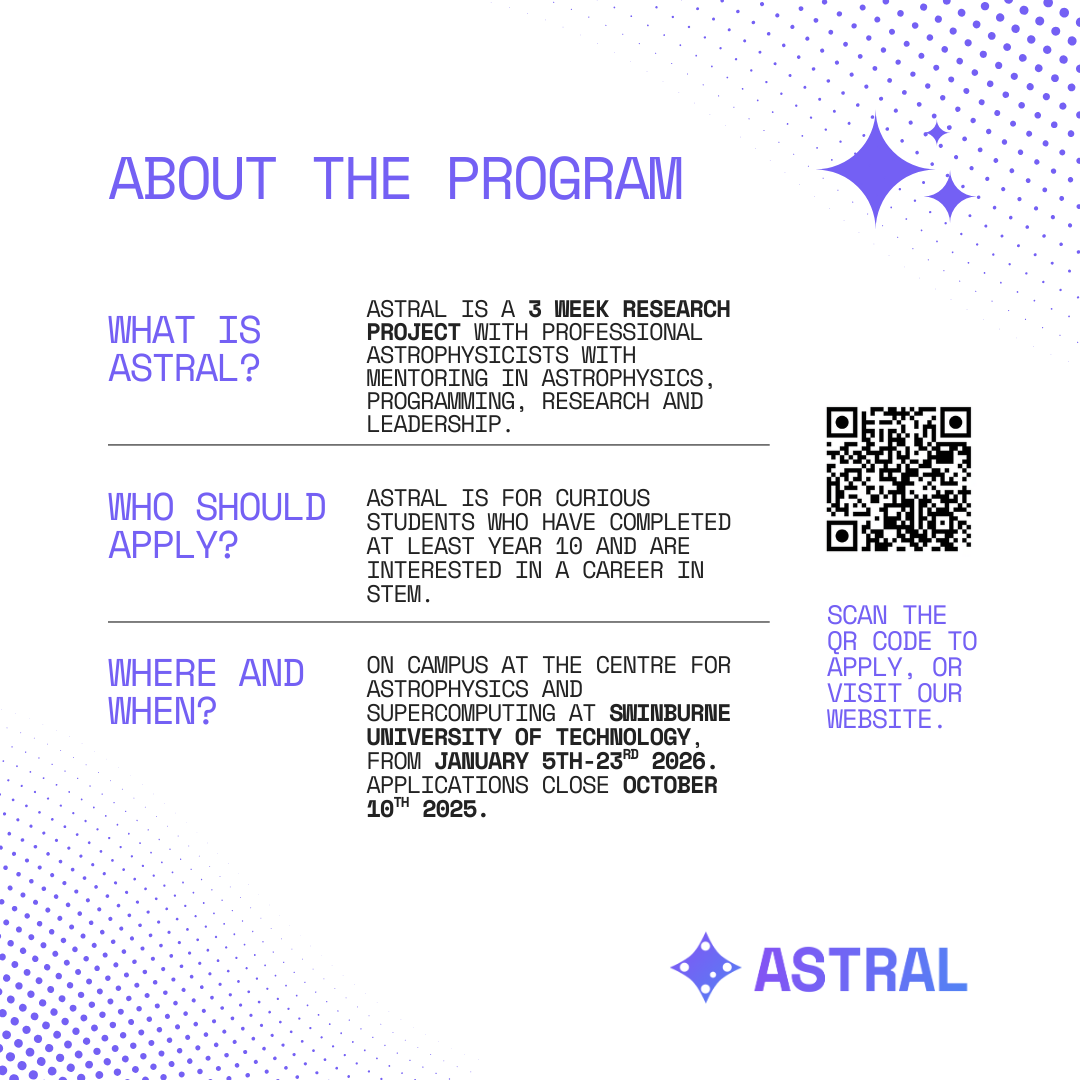 ABOUT THE PROGRAM
WHAT IS
ASTRAL?
ASTRAL IS A 3 WEEK RESEARCH
PROJECT WITH PROFESSIONAL
ASTROPHYSICISTS WITH
MENTORING IN ASTROPHYSICS,
PROGRAMMING, RESEARCH AND
LEADERSHIP.
WHO SHOULD
APPLY?
ASTRAL IS FOR CURIOUS
STUDENTS WHO HAVE COMPLETED
AT LEAST YEAR 10 AND ARE
INTERESTED IN A CAREER IN
STEM.
WHERE AND
WHEN?
ON CAMPUS AT THE CENTRE FOR
ASTROPHYSICS AND
SUPERCOMPUTING AT SWINBURNE
UNIVERSITY OF TECHNOLOGY,
FROM JANUARY 5TH-23RD 2026.
APPLICATIONS CLOSE OCTOBER
10TH 2025.
SCAN THE
QR CODE TO
APPLY, OR
VISIT OUR
WEBSITE.
ASTRAL